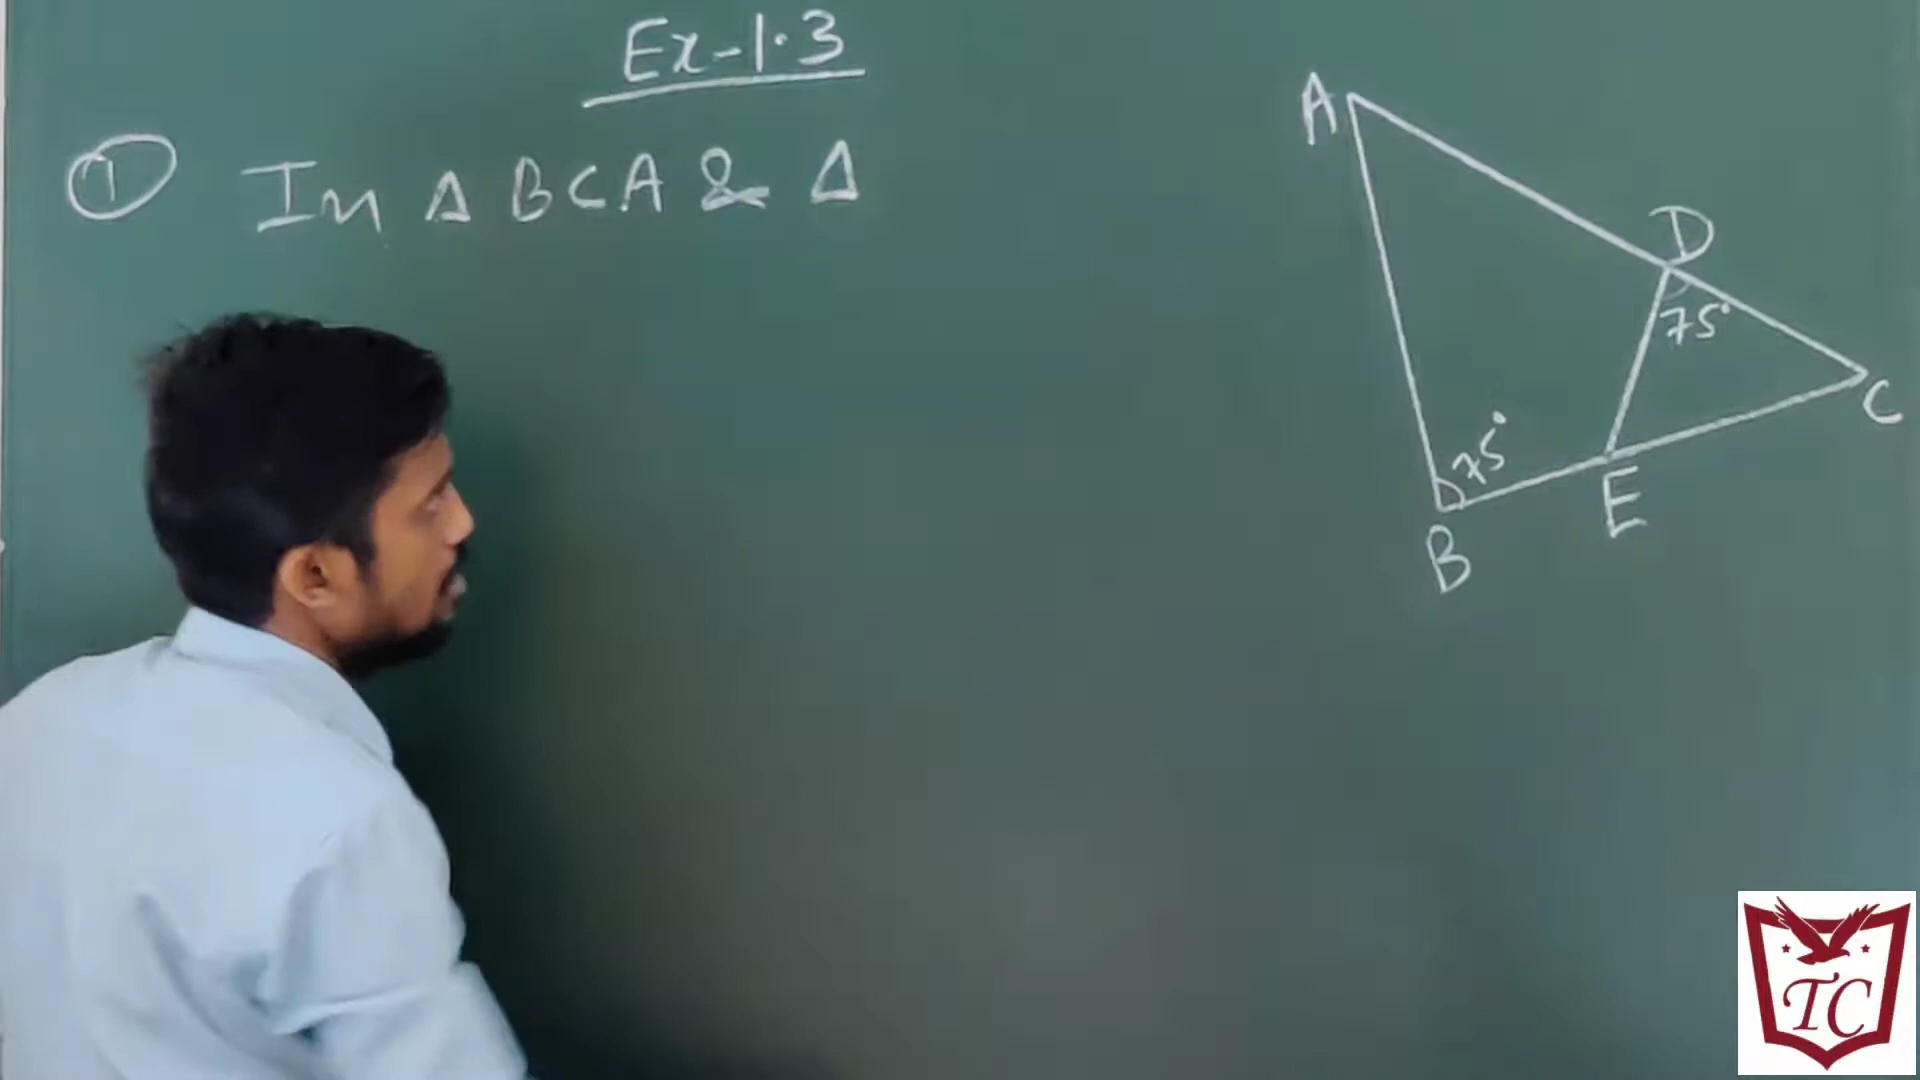 Ex-1.3
① In Δ BCA & Δ
A
D
75°
C
75°
E
B
TC